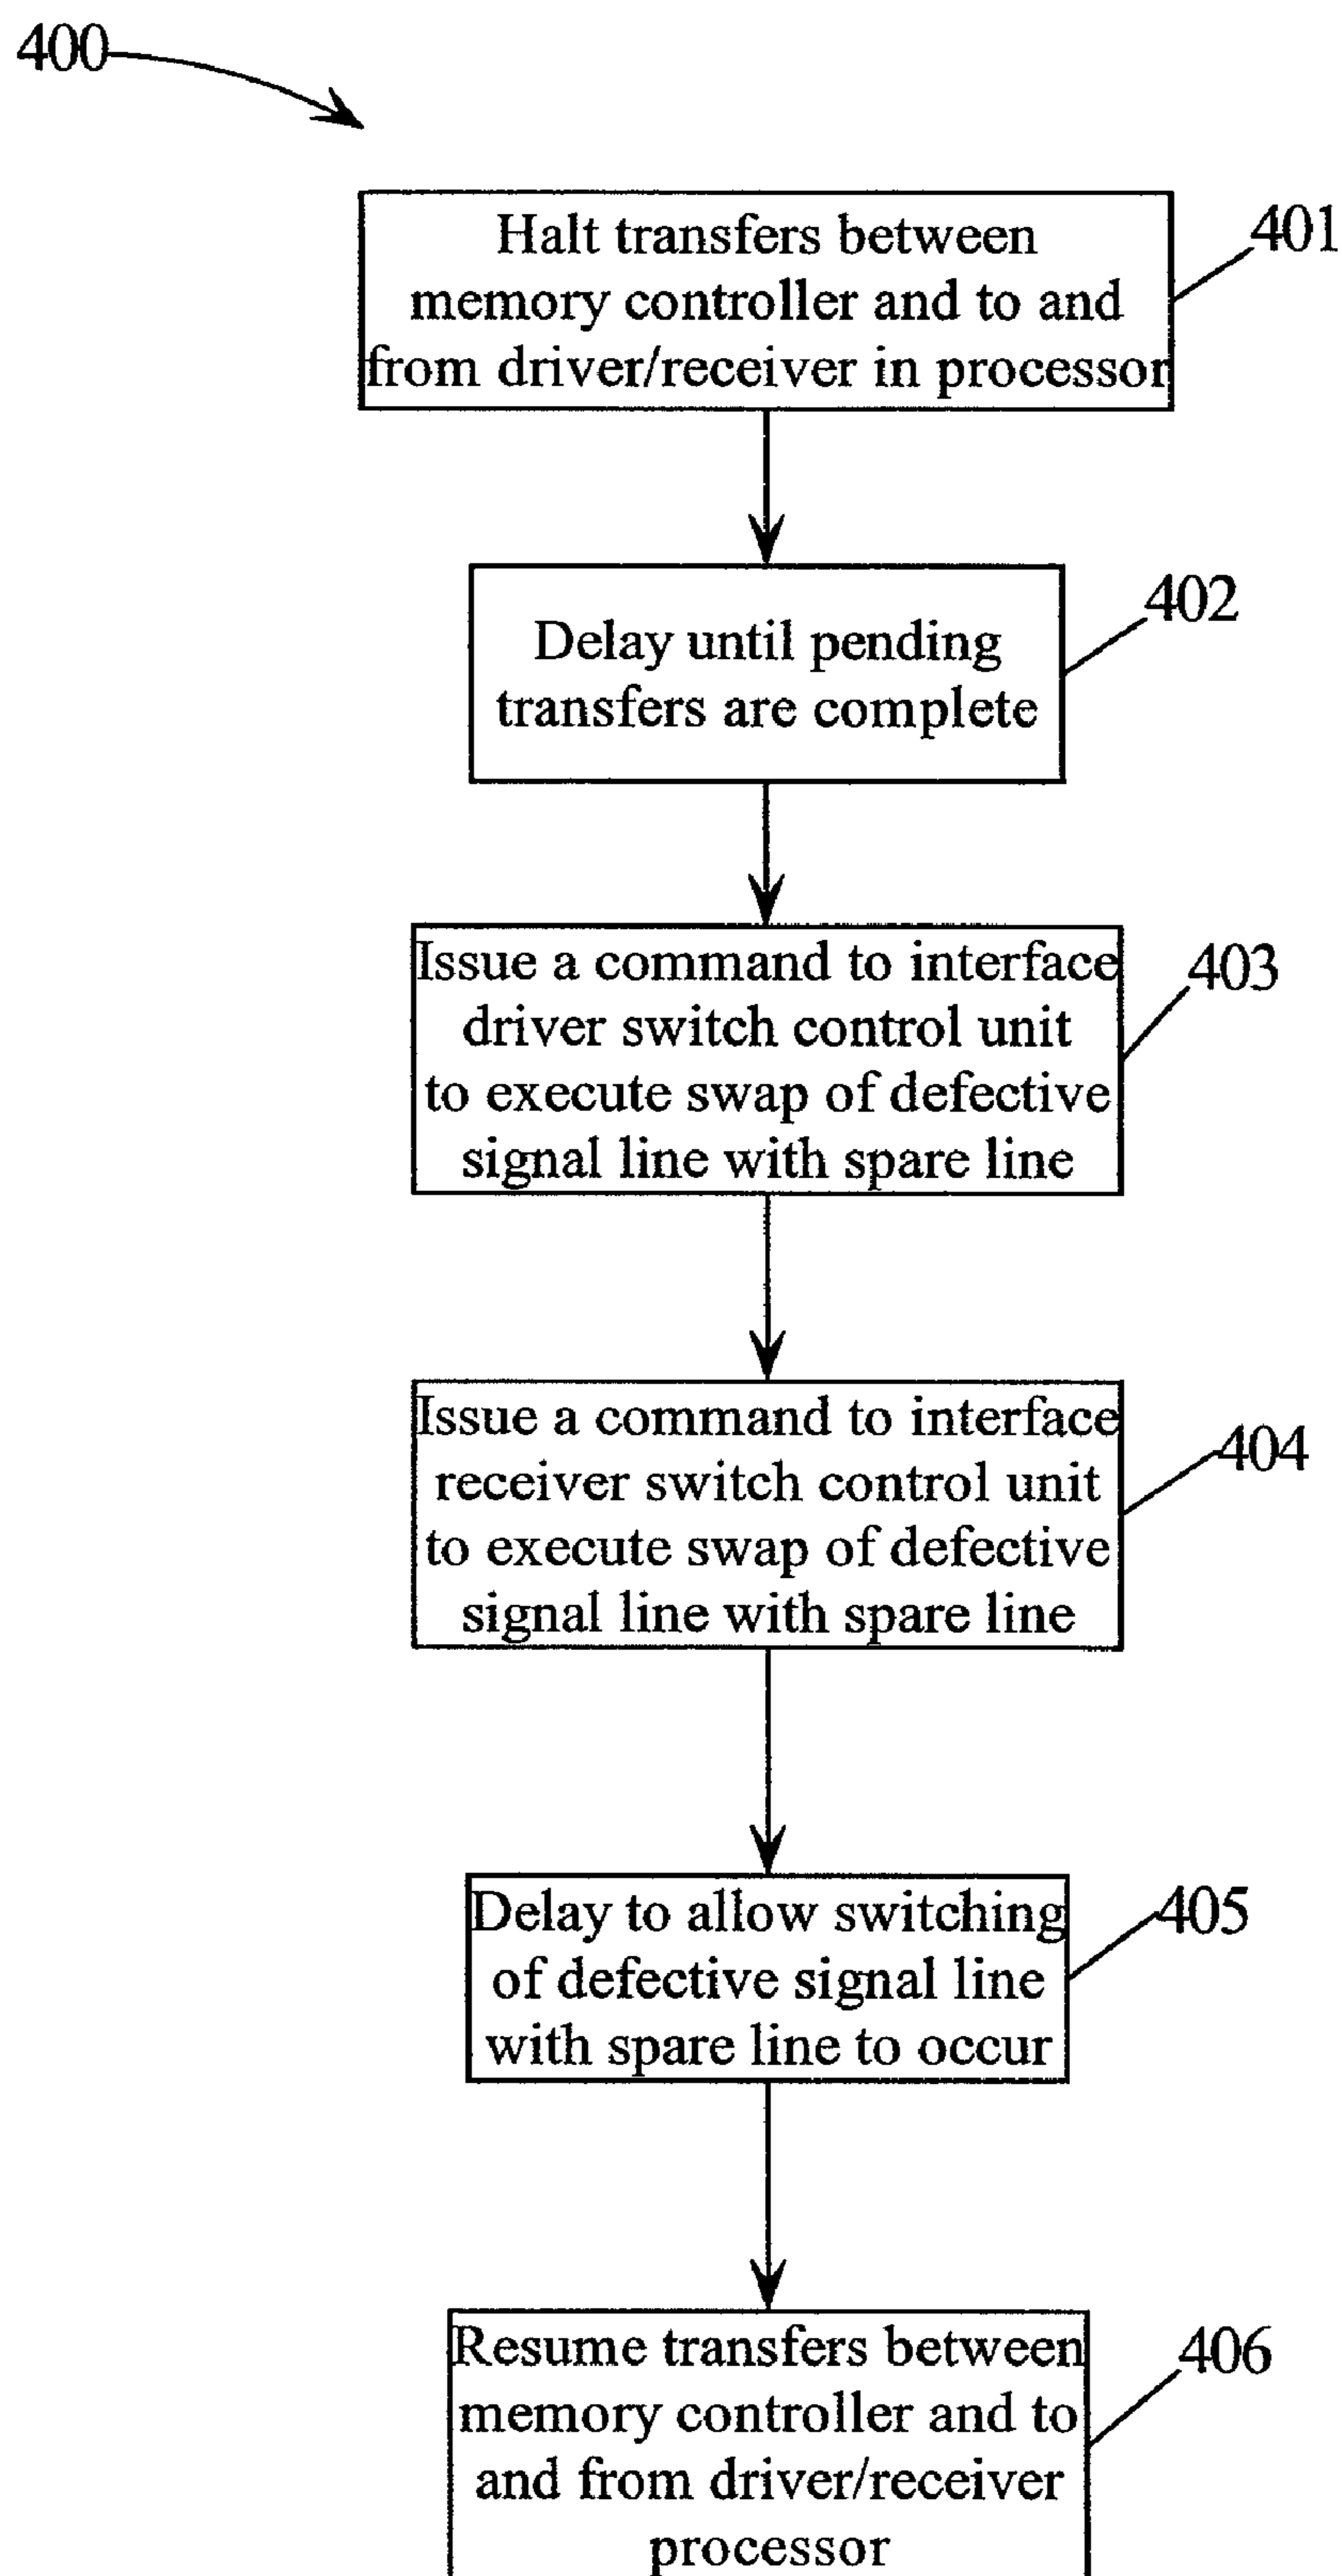 400
Halt transfers between
memory controller and to and
from driver/receiver in processor
401
Delay until pending
transfers are complete
402
Issue a command to interface
driver switch control unit
to execute swap of defective
signal line with spare line
403
Issue a command to interface
receiver switch control unit
to execute swap of defective
signal line with spare line
404
Delay to allow switching
of defective signal line
with spare line to occur
405
Resume transfers between
memory controller and to
and from driver/receiver
processor
406